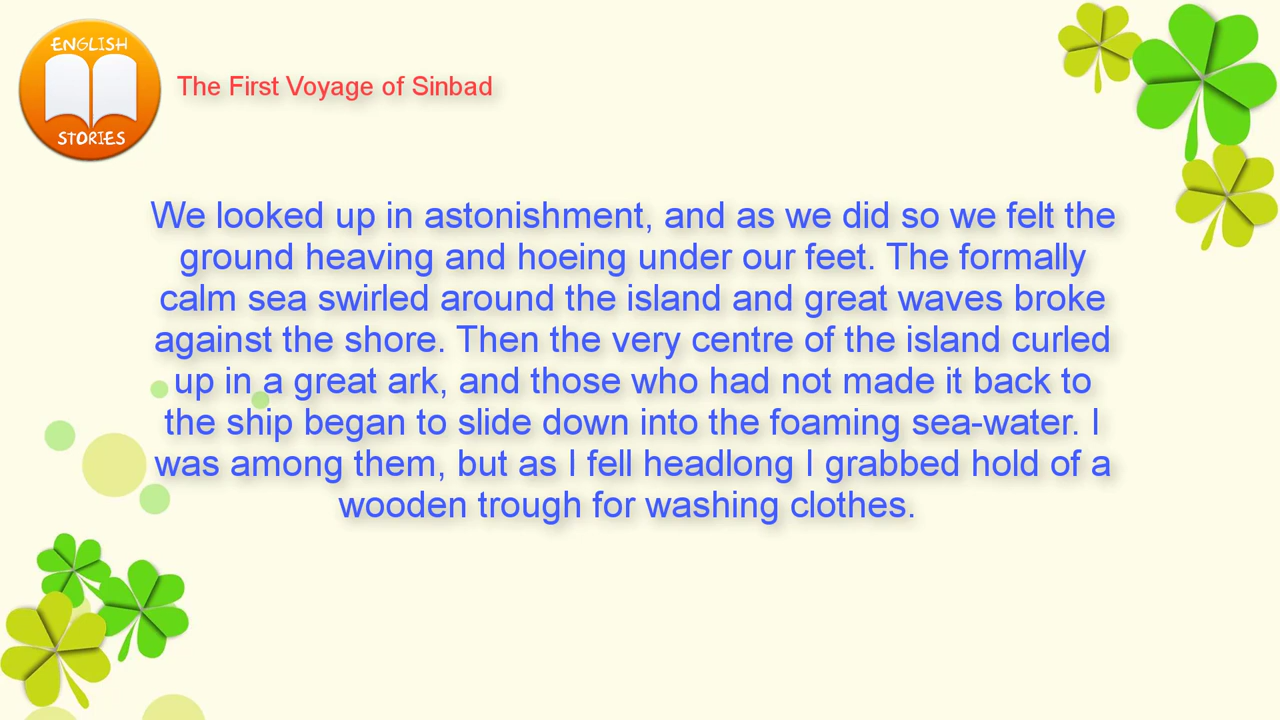 ENGLISH
STORIES
The First Voyage of Sinbad
We looked up in astonishment, and as we did so we felt the
ground heaving and hoeing under our feet. The formally
calm sea swirled around the island and great waves broke
against the shore. Then the very centre of the island curled
up in a great ark, and those who had not made it back to
the ship began to slide down into the foaming sea-water. I
was among them, but as I fell headlong I grabbed hold of a
wooden trough for washing clothes.